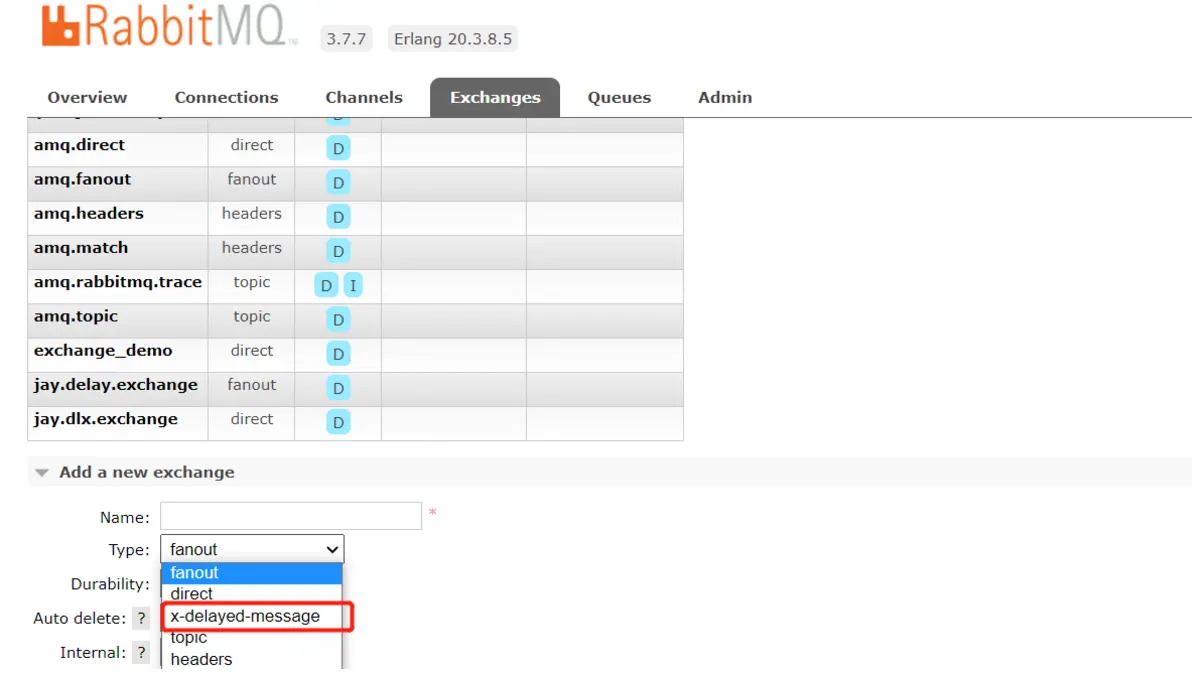 RabbitMQ TM 3.7.7 Erlang 20.3.8.5
Overview Connections Channels Exchanges Queues Admin
amq.direct direct D
amq.fanout fanout D
amq.headers headers D
amq.match headers D
amq.rabbitmq.trace topic D I
amq.topic topic D
exchange_demo direct D
jay.delay.exchange fanout D
jay.dlx.exchange direct D
Add a new exchange
Name: *
Type: fanout
fanout
Durability:
direct
Auto delete: ? x-delayed-message
topic
Internal: ? headers